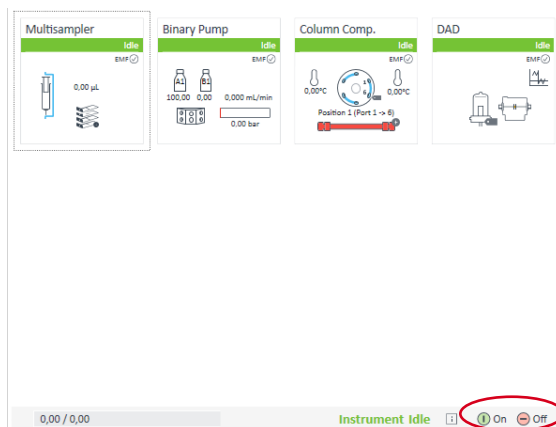 Multisampler
Idle
EMF
0,00 µL
Binary Pump
Idle
EMF
A1 B1
100,00 0,00 0,000 mL/min
0,00 bar
Column Comp.
Idle
EMF
0,00°C 0,00°C
1
6
Position 1 (Port 1 -> 6)
DAD
Idle
EMF
0,00 / 0,00
Instrument Idle
i
On
Off